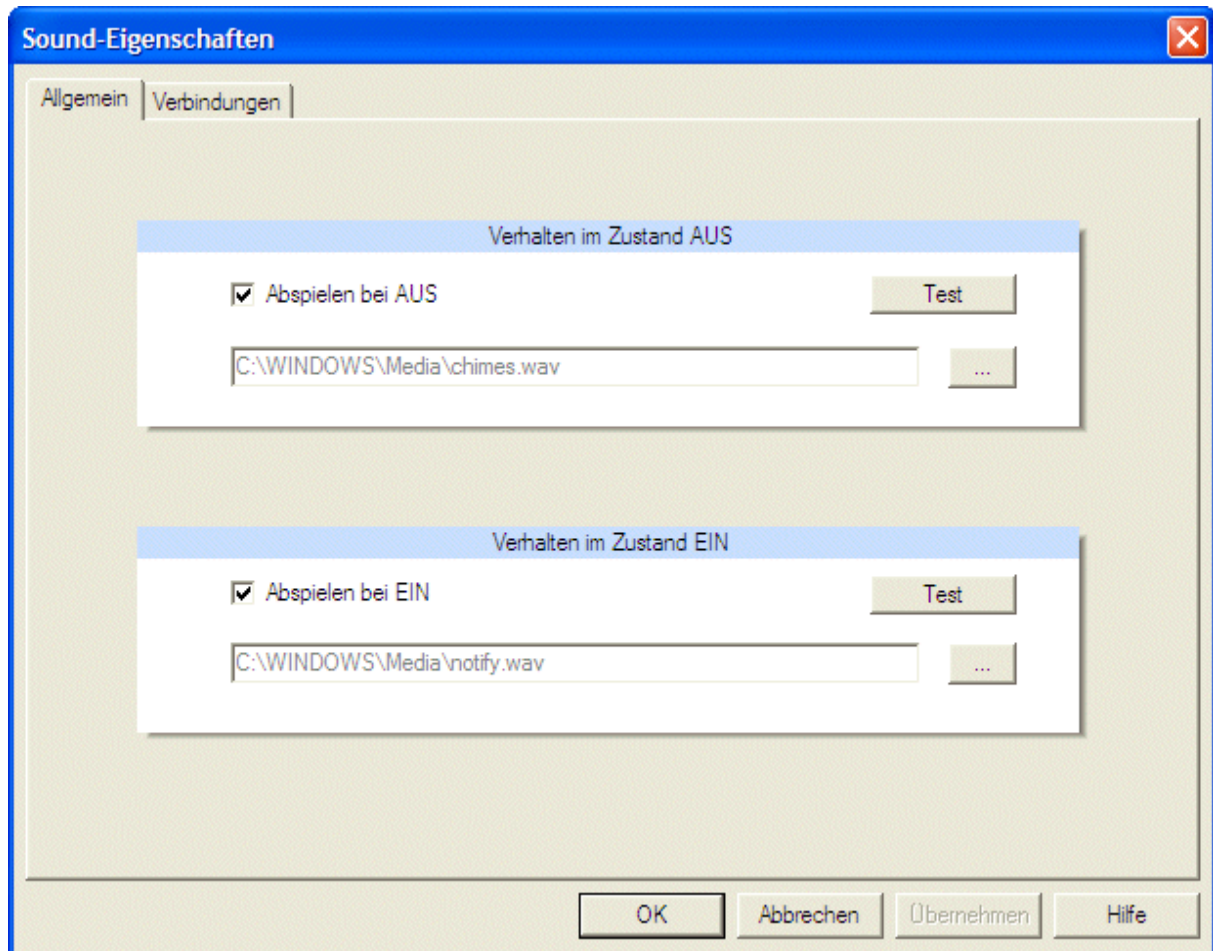 Sound-Eigenschaften
Allgemein Verbindungen
Verhalten im Zustand AUS
Abspielen bei AUS Test
C:\WINDOWS\Media\chimes.wav ...
Verhalten im Zustand EIN
Abspielen bei EIN Test
C:\WINDOWS\Media\notify.wav ...
OK Abbrechen Übernehmen Hilfe